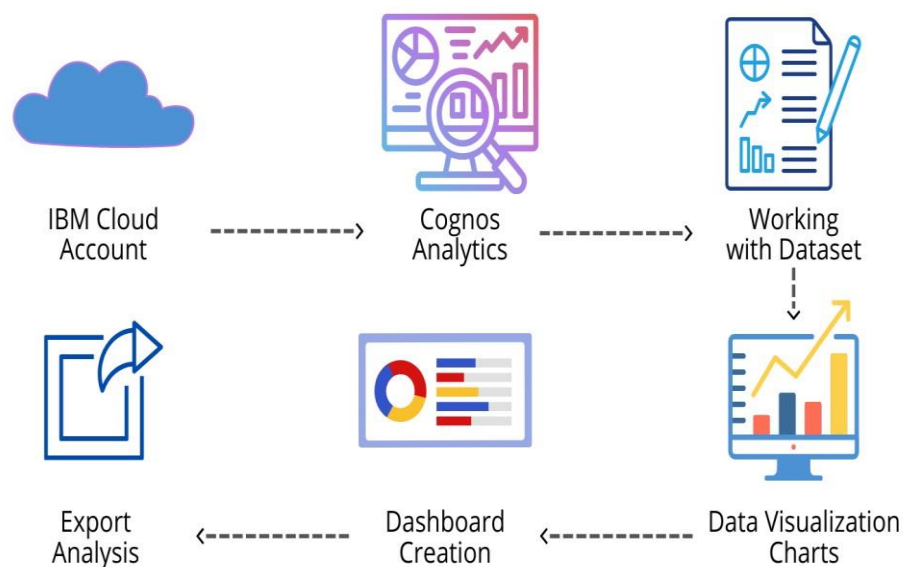 IBM Cloud
Account
Cognos
Analytics
Working
with Dataset
Export
Analysis
Dashboard
Creation
Data Visualization
Charts